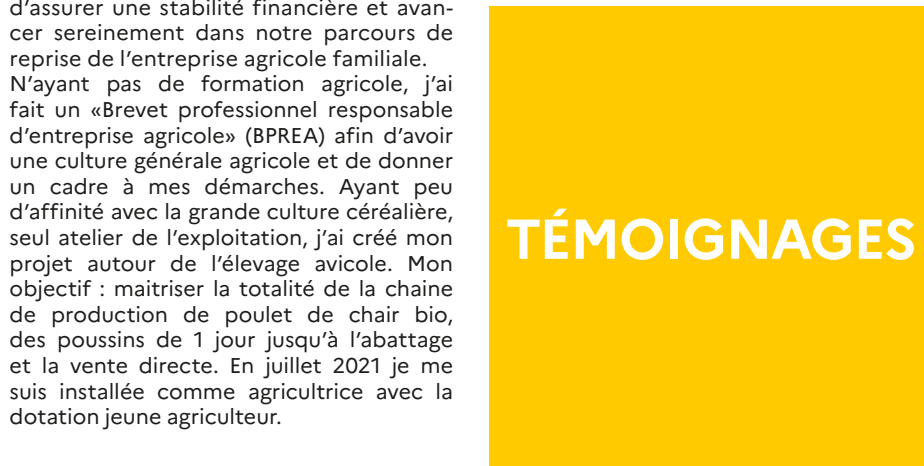 d’assurer une stabilité financière et avan-
cer sereinement dans notre parcours de
reprise de l’entreprise agricole familiale.
N’ayant pas de formation agricole, j’ai
fait un «Brevet professionnel responsable
d’entreprise agricole» (BPREA) afin d’avoir
une culture générale agricole et de donner
un cadre à mes démarches. Ayant peu
d’affinité avec la grande culture céréalière,
seul atelier de l’exploitation, j’ai créé mon
projet autour de l’élevage avicole. Mon
objectif : maitriser la totalité de la chaine
de production de poulet de chair bio,
des poussins de 1 jour jusqu’à l’abattage
et la vente directe. En juillet 2021 je me
suis installée comme agricultrice avec la
dotation jeune agriculteur.
TÉMOIGNAGES